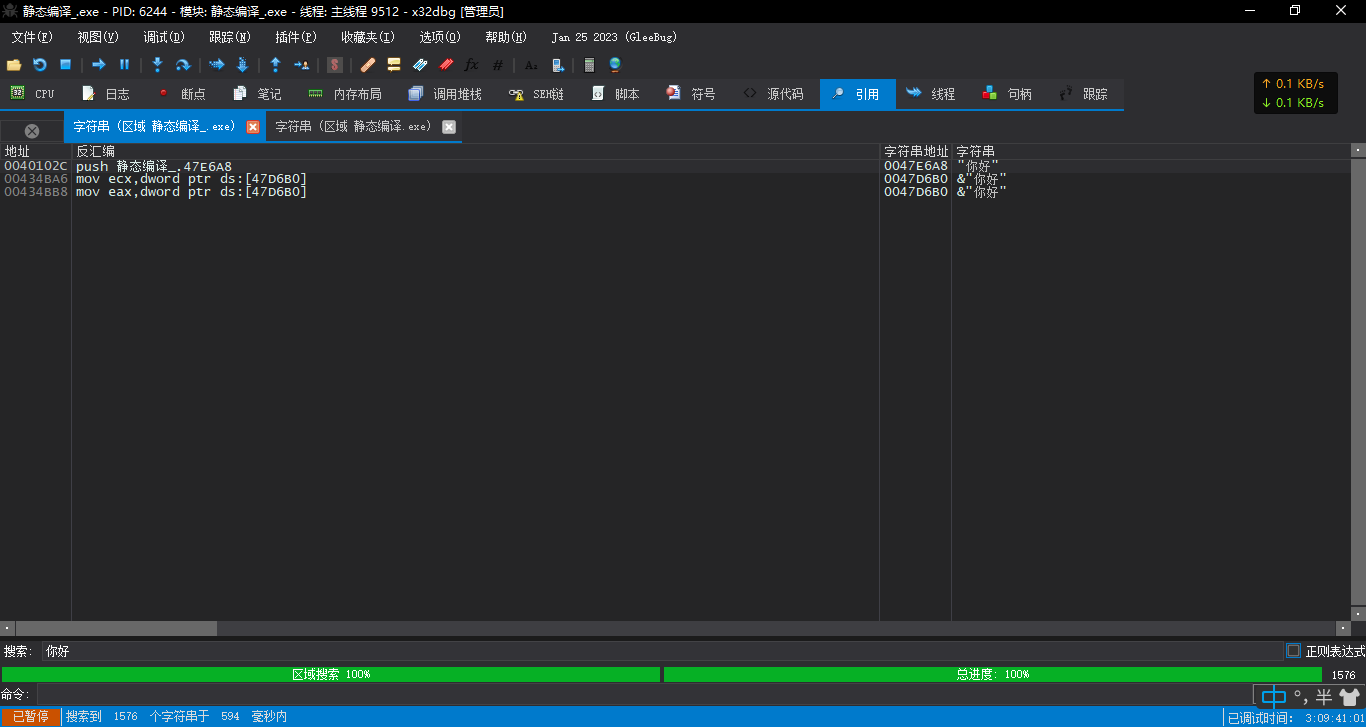 静态编译_.exe - PID: 6244 - 模块: 静态编译_.exe - 线程: 主线程 9512 - x32dbg [管理员]
文件(F) 视图(V) 调试(D) 跟踪(N) 插件(P) 收藏夹(I) 选项(O) 帮助(H) Jan 25 2023 (GleeBug)
fx # A₂
↑ 0.1 KB/s
CPU 日志 断点 笔记 内存布局 调用堆栈 SEH链 脚本 符号 <> 源代码 引用 线程 句柄 跟踪
↓ 0.1 KB/s
字符串 (区域 静态编译_.exe) 字符串 (区域 静态编译.exe)
地址 反汇编 字符串地址 字符串
0040102C push 静态编译_.47E6A8 0047E6A8 "你好"
00434BA6 mov ecx,dword ptr ds:[47D6B0] 0047D6B0 &"你好"
00434BB8 mov eax,dword ptr ds:[47D6B0] 0047D6B0 &"你好"
搜索: 你好 正则表达式
区域搜索 100% 总进度: 100% 1576
命令: 中 °, 半
已暂停 搜索到 1576 个字符串于 594 毫秒内 已调试时间: 3:09:41:01